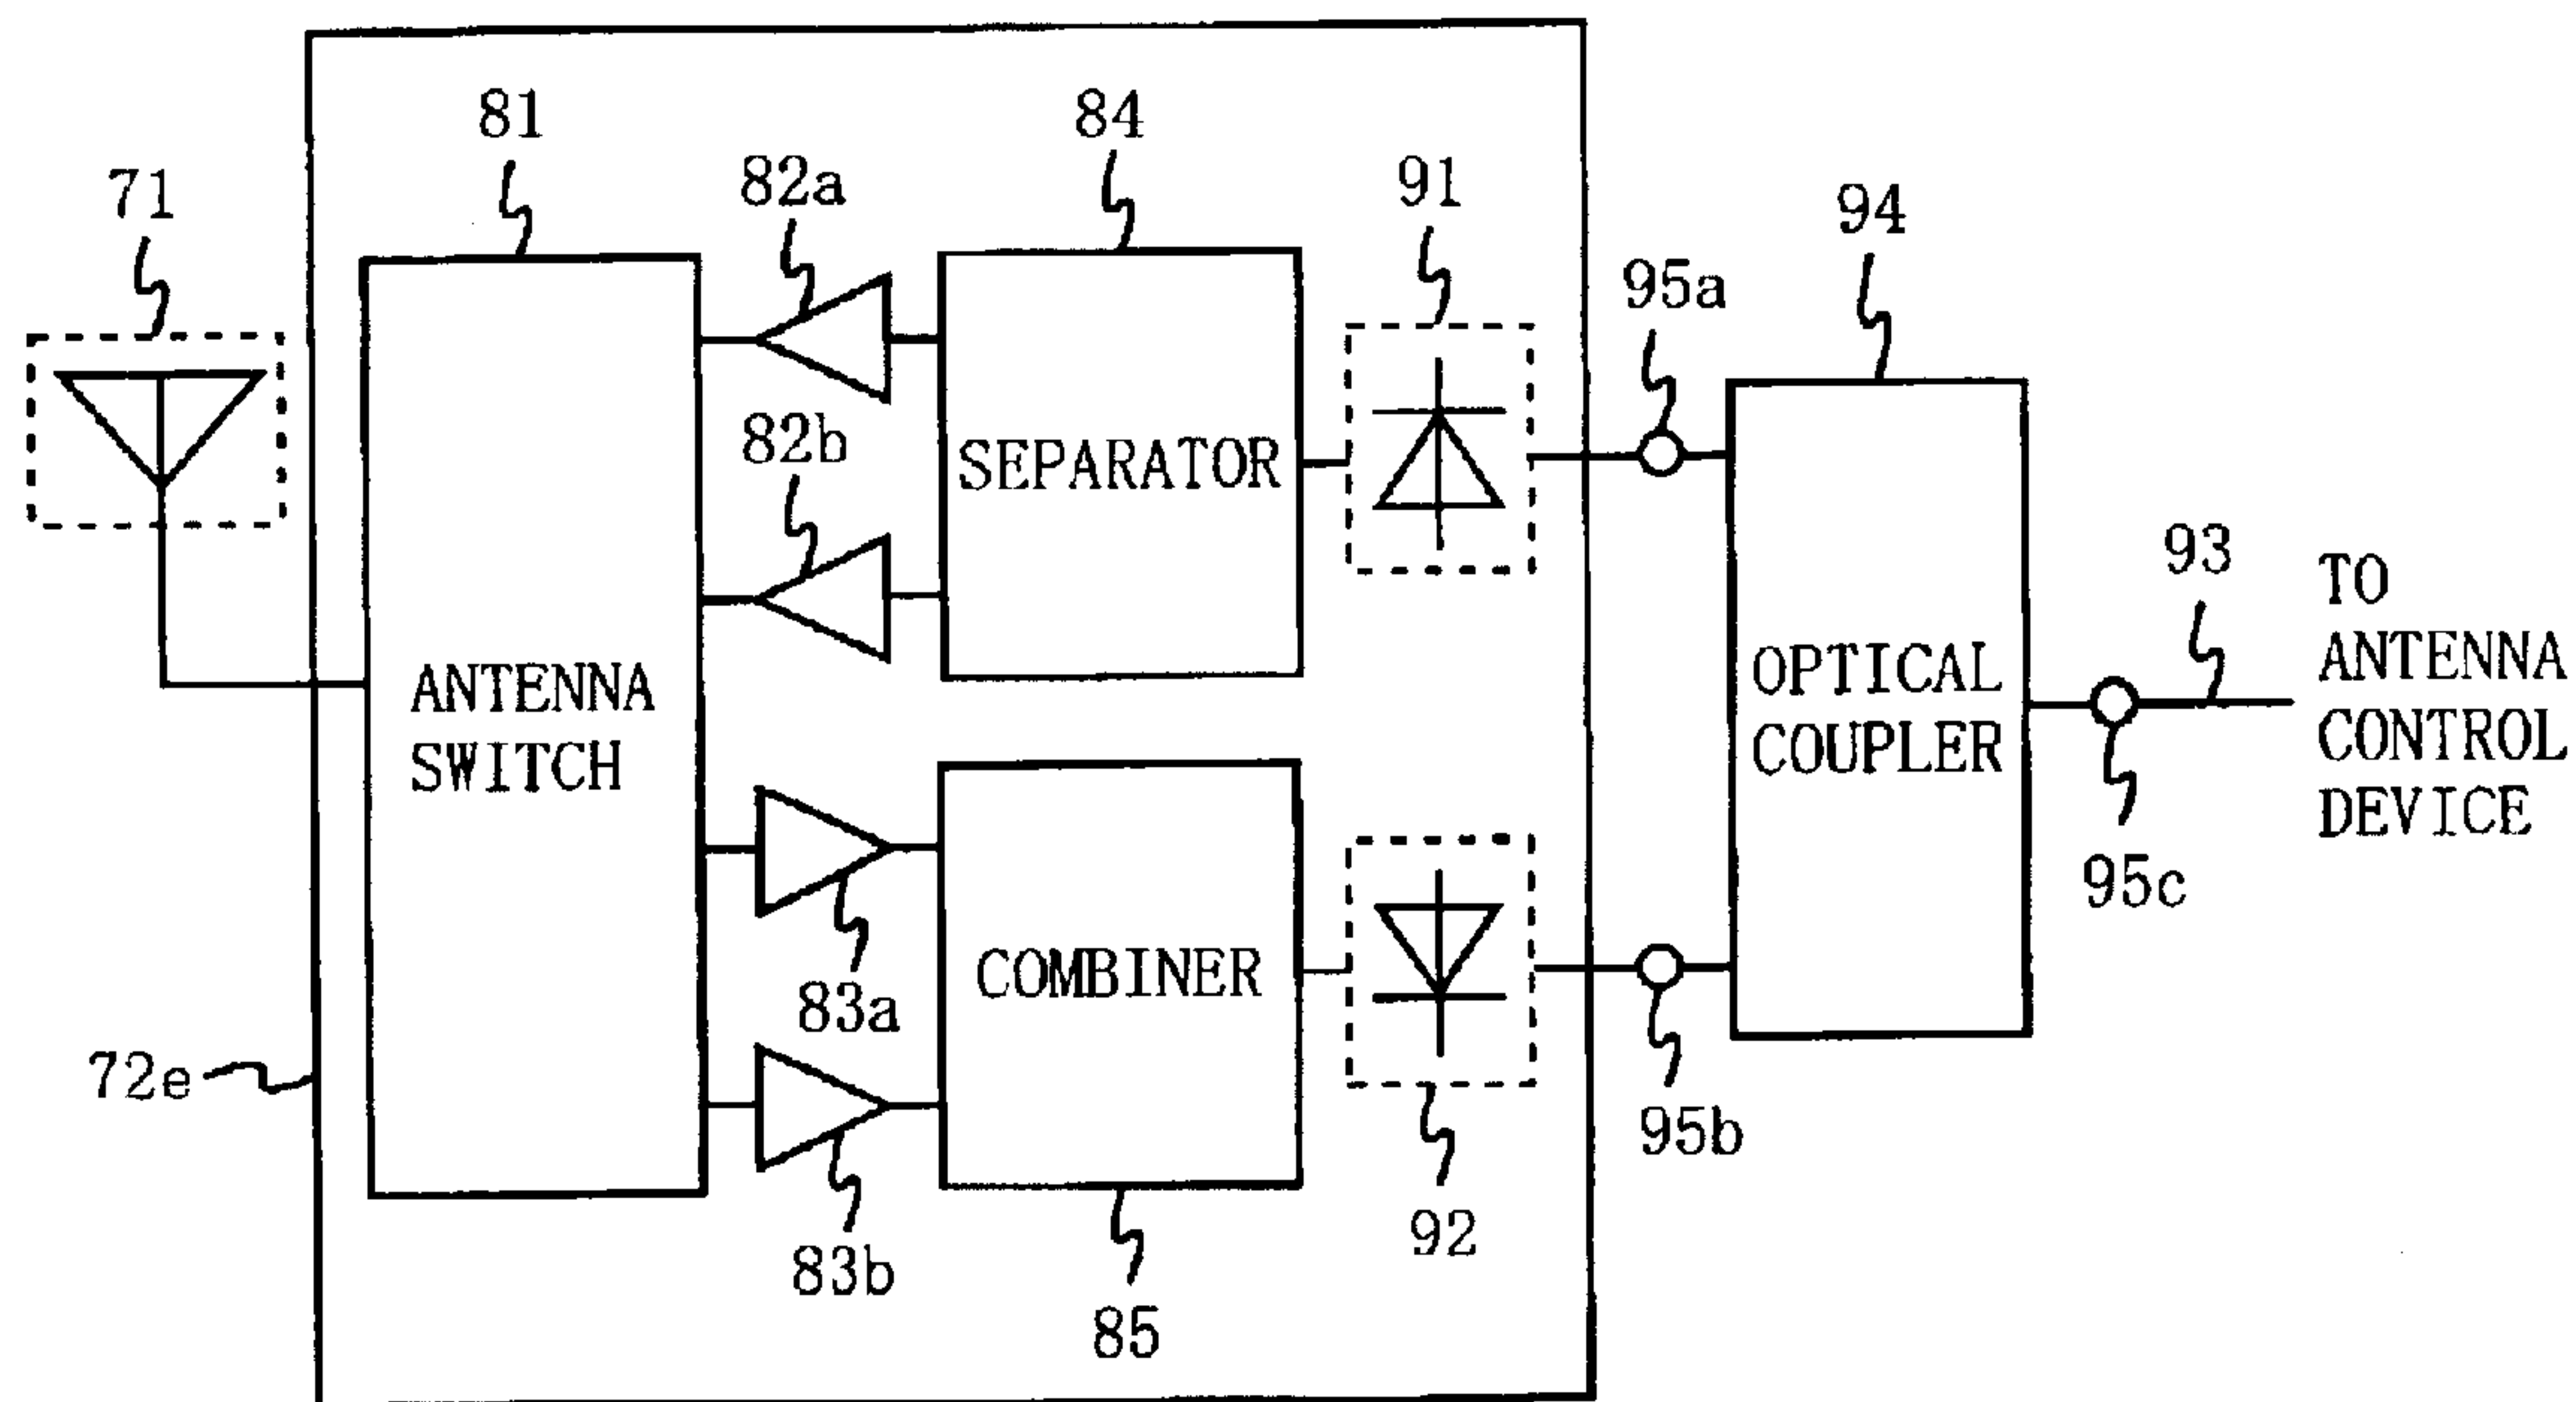 81
84
82a
91
71
94
95a
82b
SEPARATOR
93
TO
ANTENNA
CONTROL
DEVICE
OPTICAL
COUPLER
ANTENNA
SWITCH
95c
COMBINER
83a
72e
95b
92
83b
85